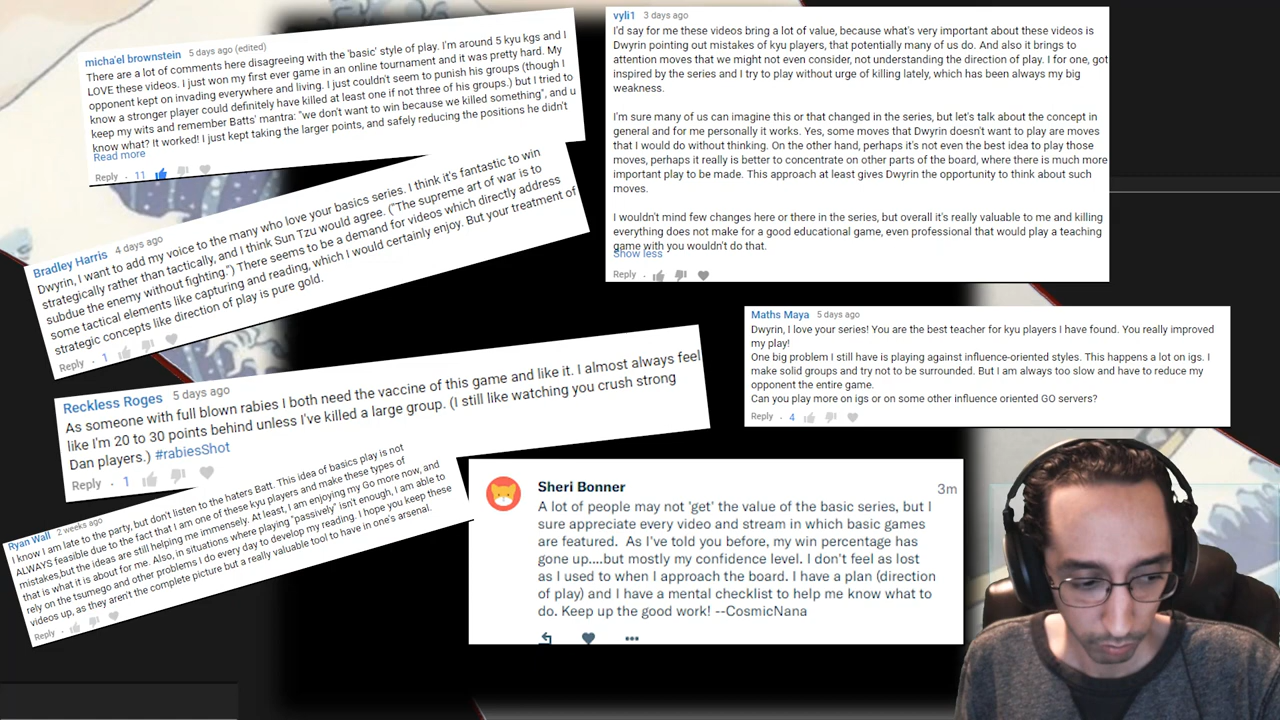 micha'el brownstein 5 days ago (edited)
There are a lot of comments here disagreeing with the 'basic' style of play. I'm around 5 kyu kgs and I
LOVE these videos. I just won my first ever game in an online tournament and it was pretty hard. My
opponent kept on invading everywhere and living. I just couldn't seem to punish his groups (though I
know a stronger player could definitely have killed at least one if not three of his groups.) but I tried to
keep my wits and remember Batts' mantra: "we don't want to win because we killed something", and u
know what? It worked! I just kept taking the larger points, and safely reducing the positions he didn't
Read more
Reply · 11
Bradley Harris 4 days ago
Dwyrin, I want to add my voice to the many who love your basics series. I think it's fantastic to win
strategically rather than tactically, and I think Sun Tzu would agree. ("The supreme art of war is to
subdue the enemy without fighting.") There seems to be a demand for videos which directly address
some tactical elements like capturing and reading, which I would certainly enjoy. But your treatment of
strategic concepts like direction of play is pure gold.
Reply · 1
Reckless Roges 5 days ago
As someone with full blown rabies I both need the vaccine of this game and like it. I almost always feel
like I'm 20 to 30 points behind unless I've killed a large group. (I still like watching you crush strong
Dan players.) #rabiesShot
Reply · 1
Ryan Wall 2 weeks ago
I know I am late to the party, but don't listen to the haters Batt. This idea of basics play is not
ALWAYS feasible due to the fact that I am one of these kyu players and make these types of
mistakes,but the ideas are still helping me immensely. At least, I am enjoying my Go more now, and
that is what it is about for me. Also, in situations where playing "passively" isn't enough, I am able to
rely on the tsumego and other problems I do every day to develop my reading. I hope you keep these
videos up, as they aren't the complete picture but a really valuable tool to have in one's arsenal.
Reply ·
vyli1 3 days ago
I'd say for me these videos bring a lot of value, because what's very important about these videos is
Dwyrin pointing out mistakes of kyu players, that potentially many of us do. And also it brings to
attention moves that we might not even consider, not understanding the direction of play. I for one, got
inspired by the series and I try to play without urge of killing lately, which has been always my big
weakness.
I'm sure many of us can imagine this or that changed in the series, but let's talk about the concept in
general and for me personally it works. Yes, some moves that Dwyrin doesn't want to play are moves
that I would do without thinking. On the other hand, perhaps it's not even the best idea to play those
moves, perhaps it really is better to concentrate on other parts of the board, where there is much more
important play to be made. This approach at least gives Dwyrin the opportunity to think about such
moves.
I wouldn't mind few changes here or there in the series, but overall it's really valuable to me and killing
everything does not make for a good educational game, even professional that would play a teaching
game with you wouldn't do that.
Show less
Reply ·
Maths Maya 5 days ago
Dwyrin, I love your series! You are the best teacher for kyu players I have found. You really improved
my play!
One big problem I still have is playing against influence-oriented styles. This happens a lot on igs. I
make solid groups and try not to be surrounded. But I am always too slow and have to reduce my
opponent the entire game.
Can you play more on igs or on some other influence oriented GO servers?
Reply · 4
Sheri Bonner 3m
A lot of people may not 'get' the value of the basic series, but I
sure appreciate every video and stream in which basic games
are featured. As I've told you before, my win percentage has
gone up....but mostly my confidence level. I don't feel as lost
as I used to when I approach the board. I have a plan (direction
of play) and I have a mental checklist to help me know what to
do. Keep up the good work! --CosmicNana